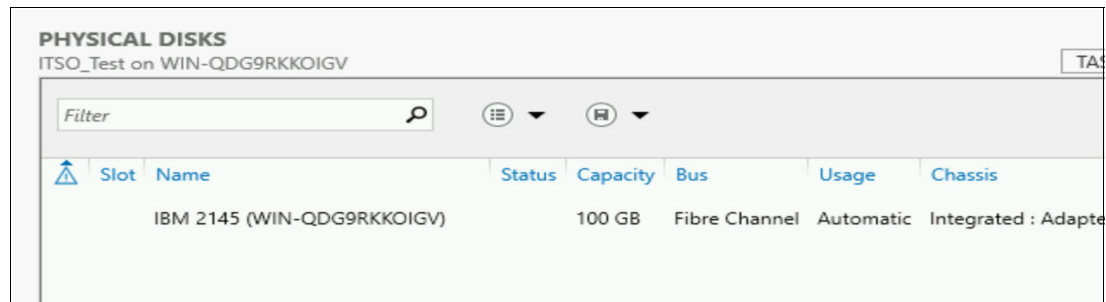 PHYSICAL DISKS
ITSO_Test on WIN-QDG9RKKOIGV
TAS
Filter
Slot Name Status Capacity Bus Usage Chassis
IBM 2145 (WIN-QDG9RKKOIGV) 100 GB Fibre Channel Automatic Integrated : Adapte